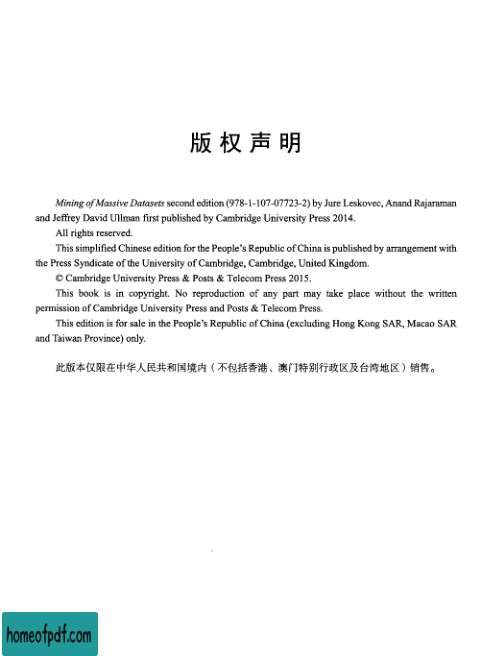 版权声明
Mining of Massive Datasets second edition (978-1-107-07723-2) by Jure Leskovec, Anand Rajaraman
and Jeffrey David Ullman first published by Cambridge University Press 2014.
All rights reserved.
This simplified Chinese edition for the People's Republic of China is published by arrangement with
the Press Syndicate of the University of Cambridge, Cambridge, United Kingdom.
© Cambridge University Press & Posts & Telecom Press 2015.
This book is in copyright. No reproduction of any part may take place without the written
permission of Cambridge University Press and Posts & Telecom Press.
This edition is for sale in the People's Republic of China (excluding Hong Kong SAR, Macao SAR
and Taiwan Province) only.
此版本仅限在中华人民共和国境内（不包括香港、澳门特别行政区及台湾地区）销售。
homeofpdf.com